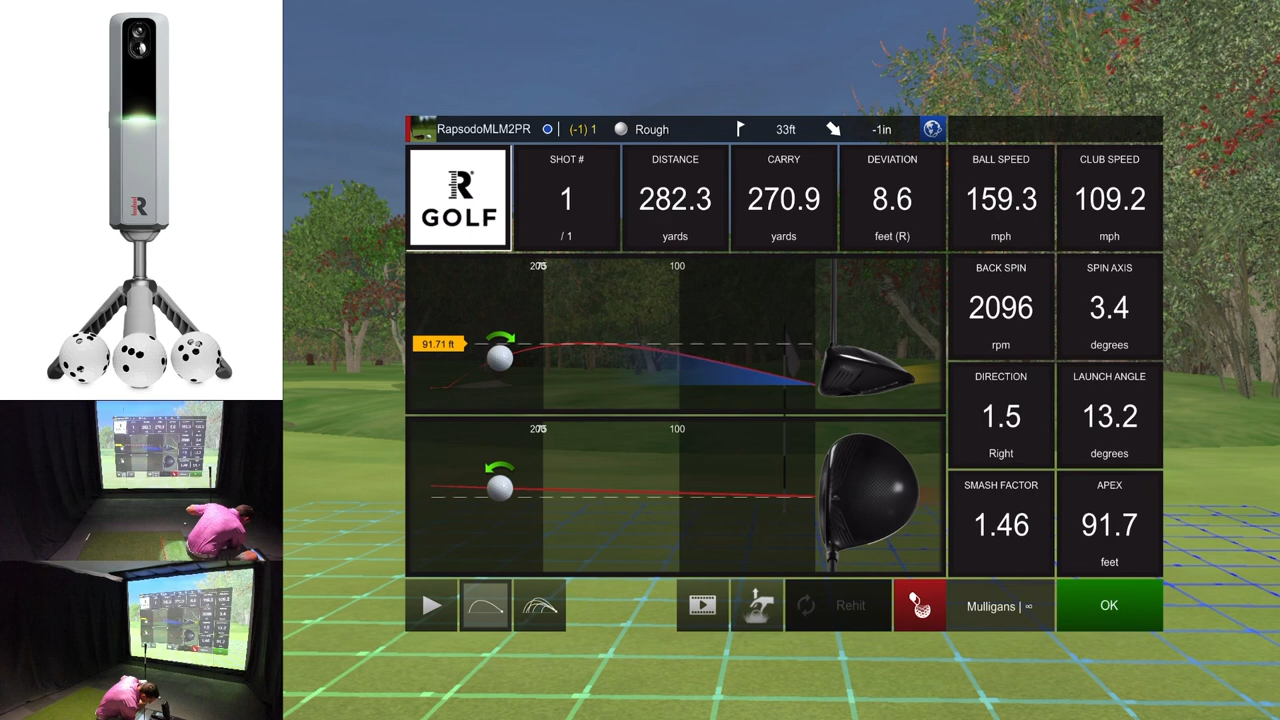 RapsodoMLM2PR
(-1) 1
Rough
33ft
-1in
R
GOLF
SHOT #
1
/ 1
DISTANCE
282.3
yards
CARRY
270.9
yards
DEVIATION
8.6
feet (R)
BALL SPEED
159.3
mph
CLUB SPEED
109.2
mph
BACK SPIN
2096
rpm
SPIN AXIS
3.4
degrees
DIRECTION
1.5
Right
LAUNCH ANGLE
13.2
degrees
SMASH FACTOR
1.46
APEX
91.7
feet
100
91.71 ft
100
Rehit
Mulligans | ∞
OK
R